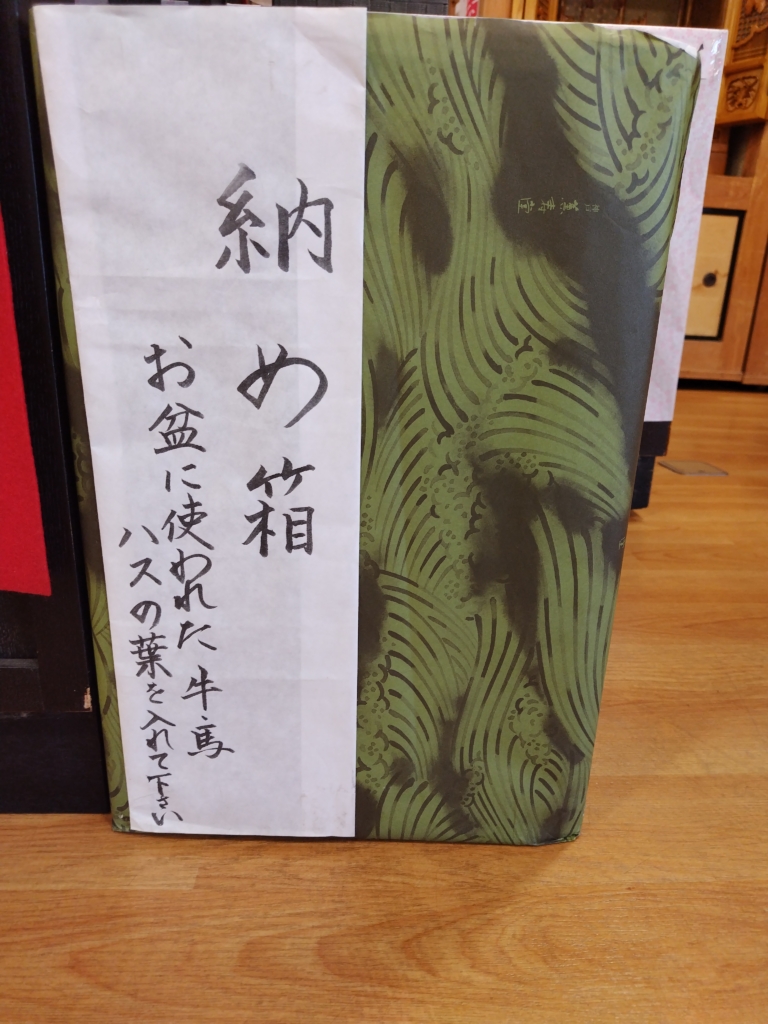 納め箱
お盆に使われた牛馬
ハスの葉を入れて下さい